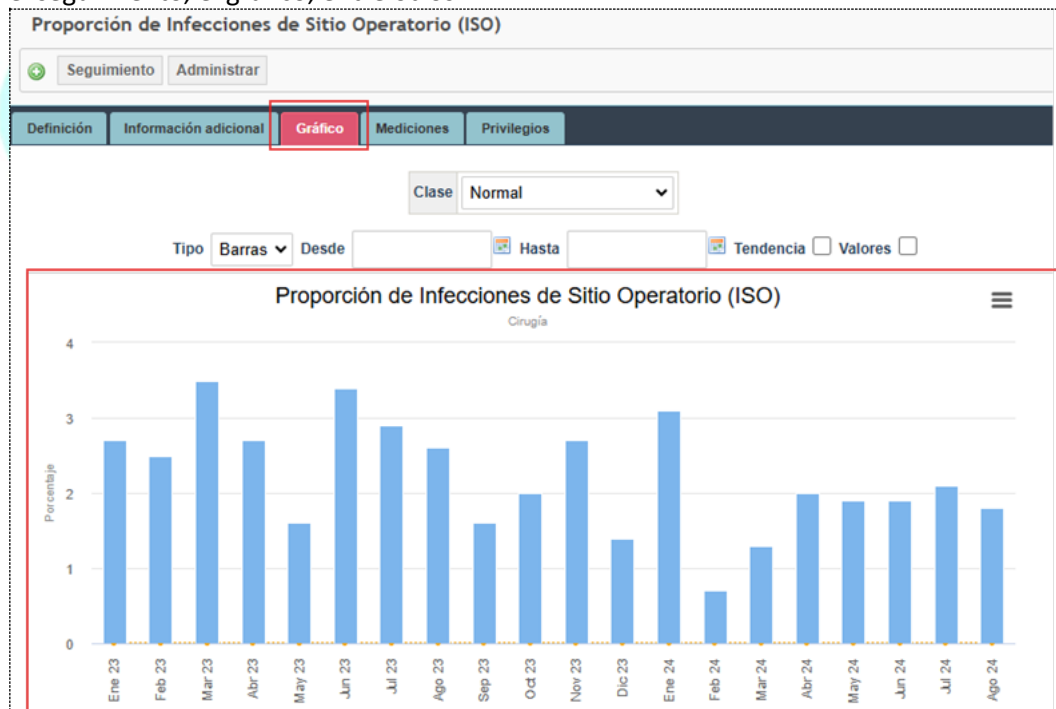 Proporción de Infecciones de Sitio Operatorio (ISO)
Seguimiento Administrar
Definición Información adicional Gráfico Mediciones Privilegios
Clase Normal
Tipo Barras Desde Hasta Tendencia Valores
Proporción de Infecciones de Sitio Operatorio (ISO)
Cirugía
Porcentaje
4
3
2
1
0
Ene 23 Feb 23 Mar 23 Abr 23 May 23 Jun 23 Jul 23 Ago 23 Sep 23 Oct 23 Nov 23 Dic 23 Ene 24 Feb 24 Mar 24 Abr 24 May 24 Jun 24 Jul 24 Ago 24